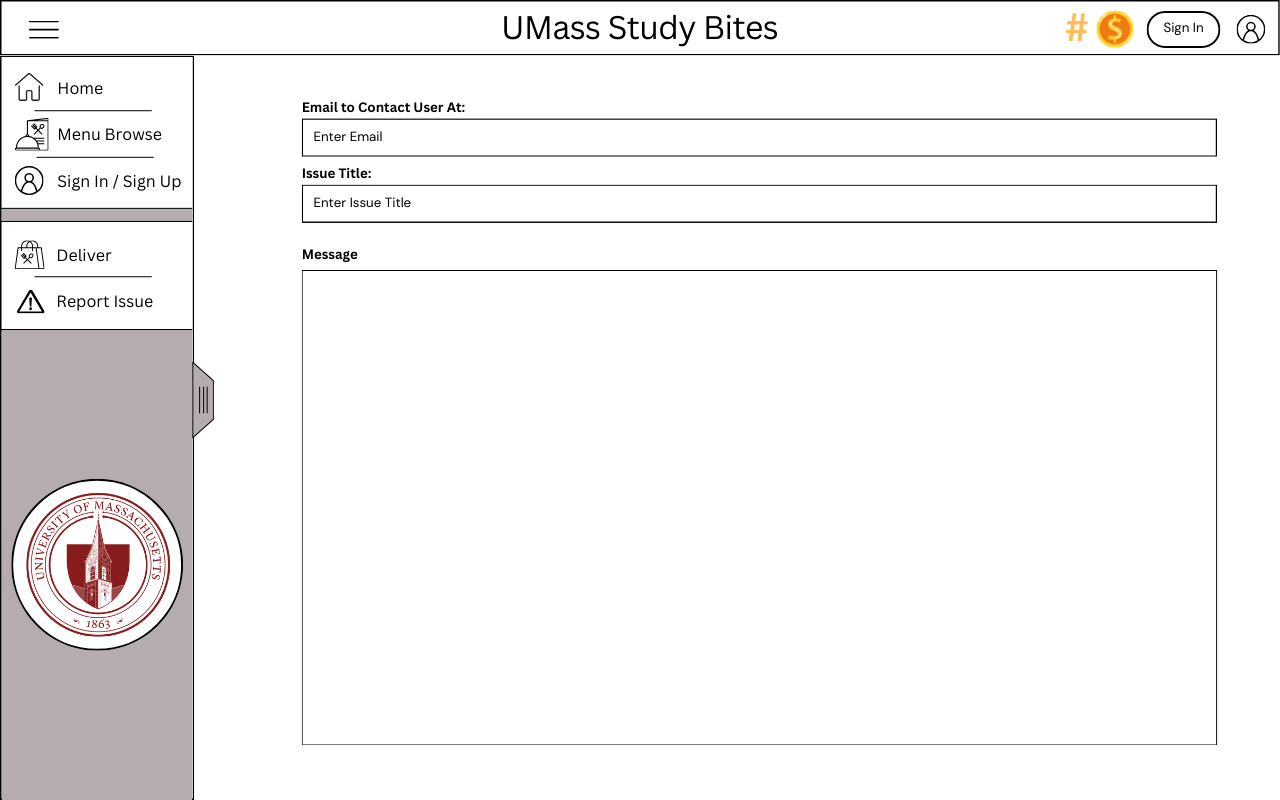 UMass Study Bites
# $
Sign In
Home
Menu Browse
Sign In / Sign Up
Deliver
Report Issue
Email to Contact User At:
Enter Email
Issue Title:
Enter Issue Title
Message
UNIVERSITY OF MASSACHUSETTS
1863